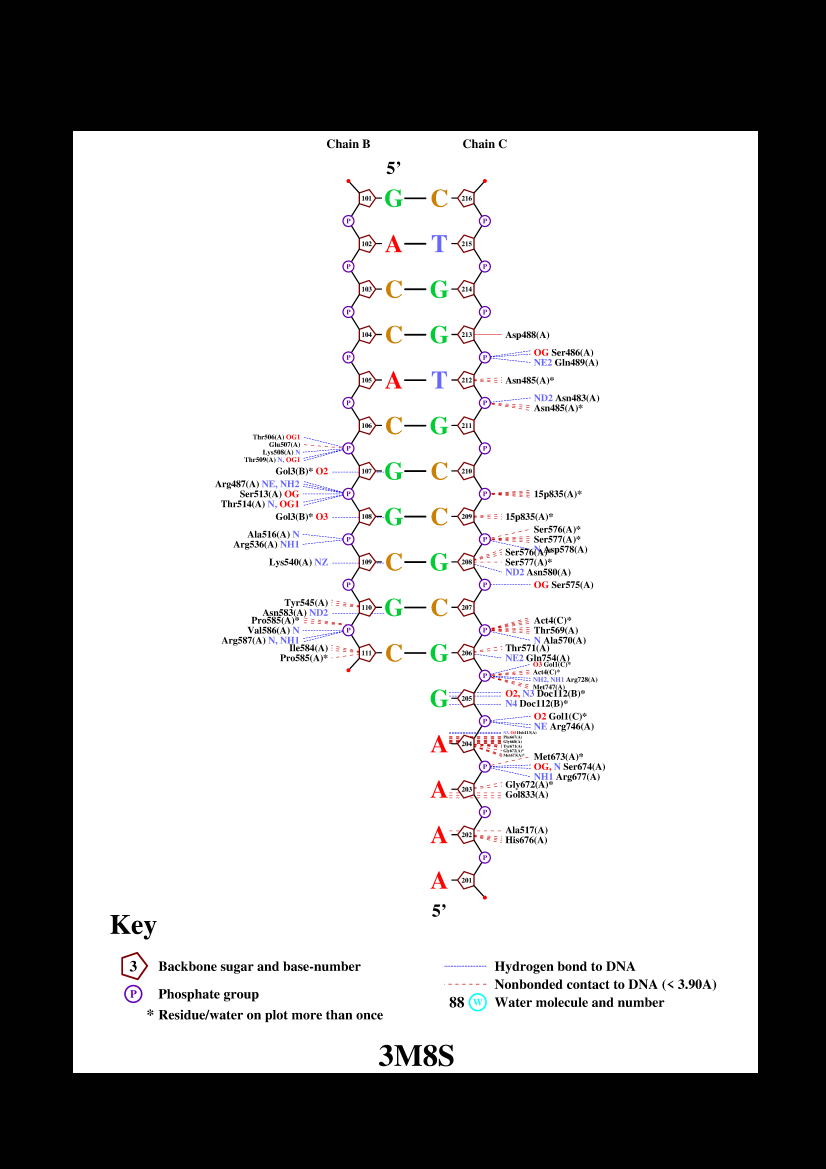 Chain B Chain C
5’
101 G C 216
P P
102 A T 215
P P
103 C G 214
P P
104 C G 213 Asp488(A)
OG Ser486(A)
P P
NE2 Gln489(A)
105 A T 212 Asn485(A)*
ND2 Asn483(A)
P P
Asn485(A)*
106 C G 211
Thr506(A) OG1
Glu507(A)
P P
Lys508(A) N
Thr509(A) N, OG1
Gol3(B)* O2 107 G C 210
Arg487(A) NE, NH2
Ser513(A) OG P P 15p835(A)*
Thr514(A) N, OG1
Gol3(B)* O3 108 G C 209 15p835(A)*
Ser576(A)*
Ala516(A) N P P Ser577(A)*
Arg536(A) NH1 N Asp578(A)
Ser576(A)*
Lys540(A) NZ 109 C G 208 Ser577(A)*
ND2 Asn580(A)
P P OG Ser575(A)
Tyr545(A)
110 G C 207
Asn583(A) ND2
Pro585(A)* Act4(C)*
Val586(A) N P P Thr569(A)
Arg587(A) N, NH1 N Ala570(A)
Ile584(A) Thr571(A)
111 C G 206
Pro585(A)* NE2 Gln754(A)
O3 Gol1(C)*
Act4(C)*
P
NH2, NH1 Arg728(A)
Met747(A)
O2, N3 Doc112(B)*
G 205
N4 Doc112(B)*
O2 Gol1(C)*
P
NE Arg746(A)
A 204
Met673(A)*
P OG, N Ser674(A)
NH1 Arg677(A)
Gly672(A)*
A 203
Gol833(A)
P
Ala517(A)
A 202
His676(A)
P
A 201
5’
Key
3 Backbone sugar and base-number
P Phosphate group
* Residue/water on plot more than once
Hydrogen bond to DNA
Nonbonded contact to DNA (< 3.90A)
88 W Water molecule and number
3M8S